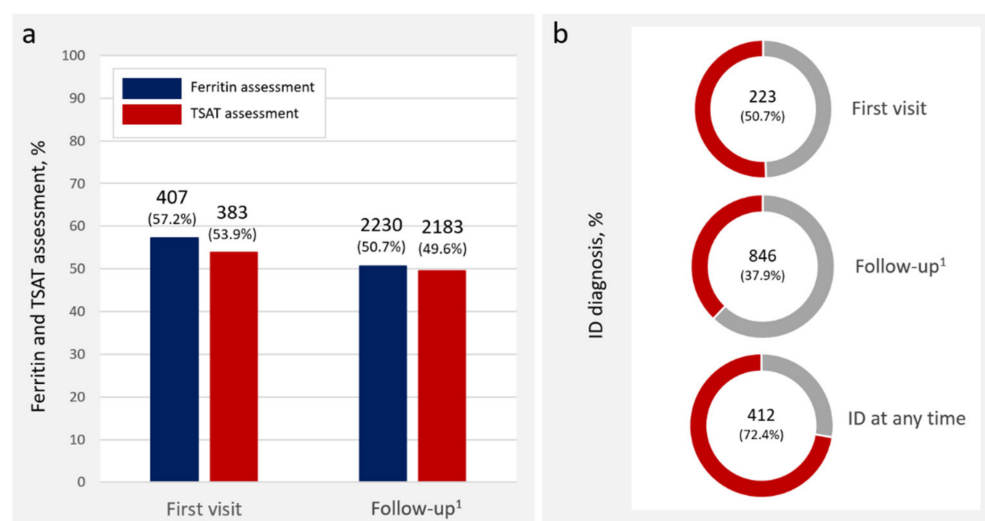 a
Ferritin and TSAT assessment, %
100
90
80
70
60
50
40
30
20
10
0
Ferritin assessment
TSAT assessment
407
(57.2%)
383
(53.9%)
2230
(50.7%)
2183
(49.6%)
First visit
Follow-up¹
b
ID diagnosis, %
223
(50.7%)
First visit
846
(37.9%)
Follow-up¹
412
(72.4%)
ID at any time